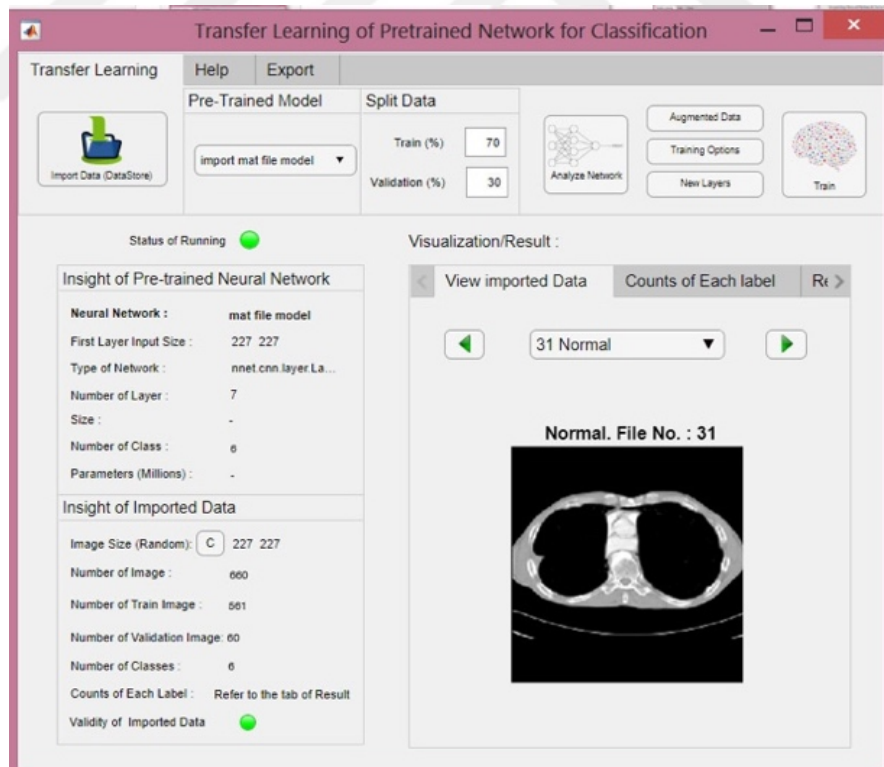 Transfer Learning of Pretrained Network for Classification
Transfer Learning Help Export
Pre-Trained Model Split Data
Import Data (DataStore)
import mat file model
Train (%) 70
Validation (%) 30
Analyze Network
Augmented Data
Training Options
New Layers
Train
Status of Running
Insight of Pre-trained Neural Network
Neural Network : mat file model
First Layer Input Size : 227 227
Type of Network : nnet.cnn.layer.La...
Number of Layer : 7
Size : -
Number of Class : 6
Parameters (Millions) : -
Insight of Imported Data
Image Size (Random): C 227 227
Number of Image : 660
Number of Train Image : 561
Number of Validation Image: 60
Number of Classes : 6
Counts of Each Label : Refer to the tab of Result
Validity of Imported Data
Visualization/Result :
View imported Data Counts of Each label
31 Normal
Normal. File No. : 31